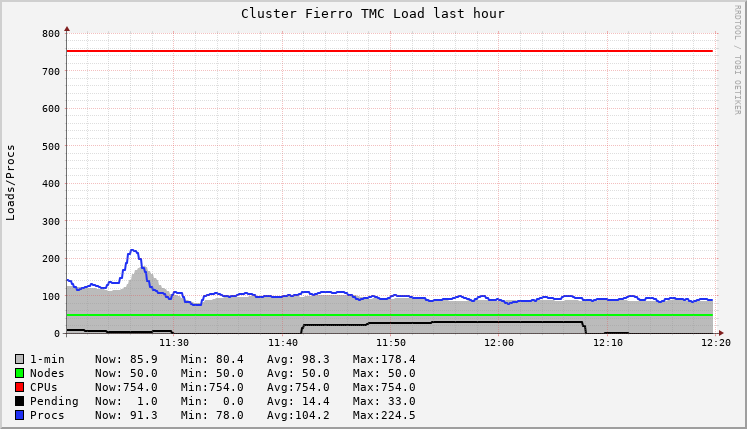 Cluster Fierro TMC Load last hour
RRDTOOL / TOBI OETIKER
Loads/Procs
800
700
600
500
400
300
200
100
0
11:30 11:40 11:50 12:00 12:10 12:20
1-min Now: 85.9 Min: 80.4 Avg: 98.3 Max:178.4
Nodes Now: 50.0 Min: 50.0 Avg: 50.0 Max: 50.0
CPUs Now:754.0 Min:754.0 Avg:754.0 Max:754.0
Pending Now: 1.0 Min: 0.0 Avg: 14.4 Max: 33.0
Procs Now: 91.3 Min: 78.0 Avg:104.2 Max:224.5